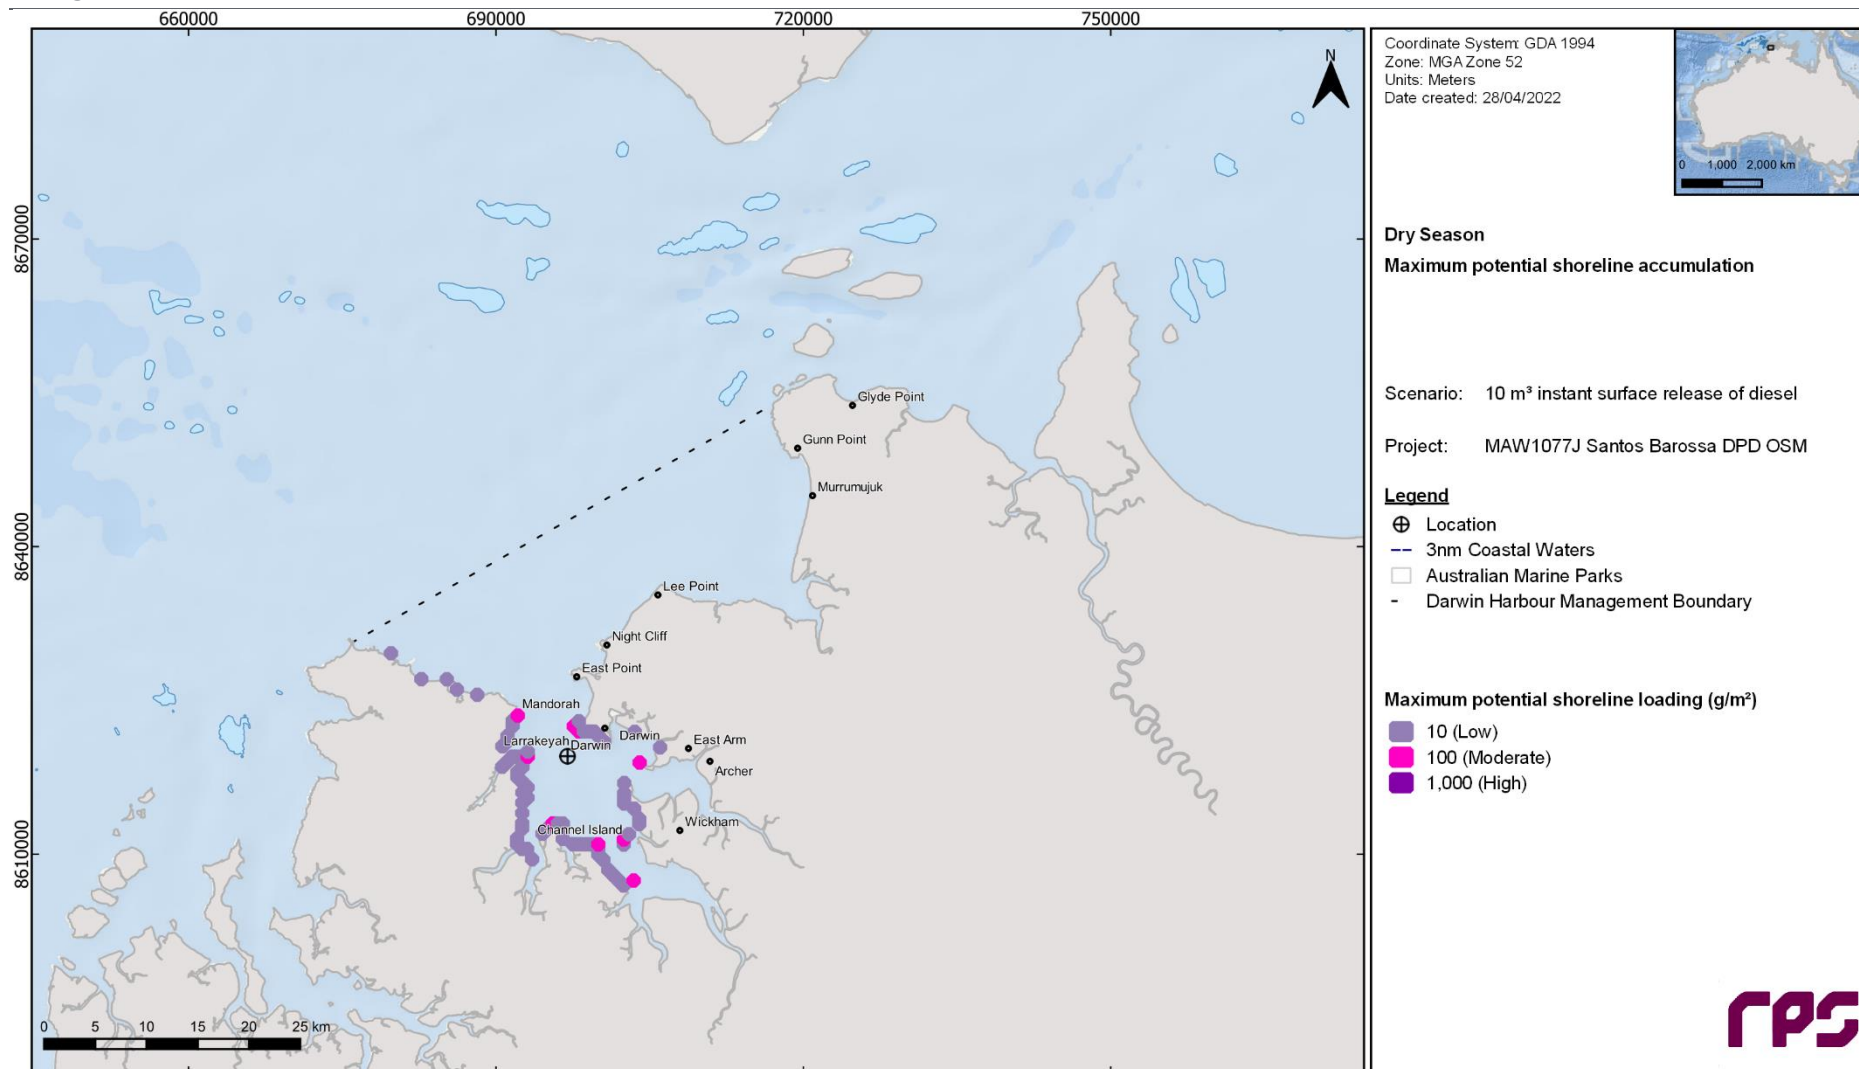 660000
690000
720000
750000
8670000
8640000
8610000
N
Glyde Point
Gunn Point
Murrumujuk
Lee Point
Night Cliff
East Point
Mandorah
Larrakeyah
Darwin
Darwin
East Arm
Archer
Channel Island
Wickham
0 5 10 15 20 25 km
Coordinate System: GDA 1994
Zone: MGA Zone 52
Units: Meters
Date created: 28/04/2022
0 1,000 2,000 km
Dry Season
Maximum potential shoreline accumulation
Scenario: 10 m³ instant surface release of diesel
Project: MAW1077J Santos Barossa DPD OSM
Legend
Location
3nm Coastal Waters
Australian Marine Parks
Darwin Harbour Management Boundary
Maximum potential shoreline loading (g/m²)
10 (Low)
100 (Moderate)
1,000 (High)
rps